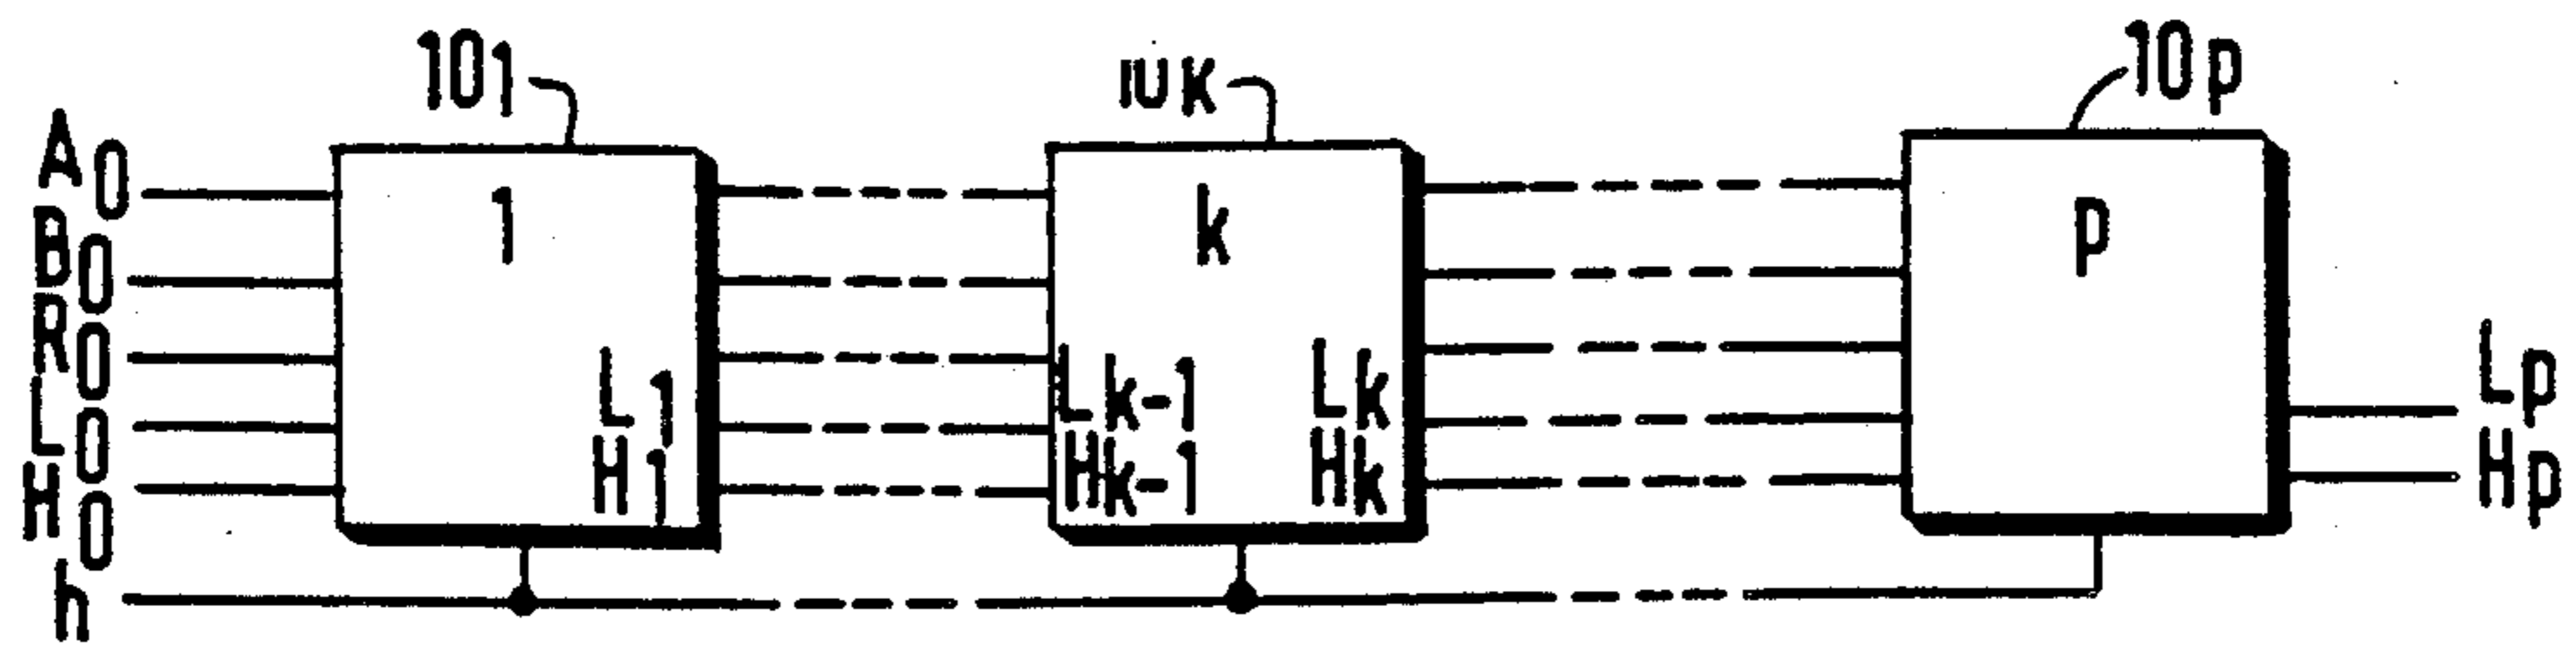 10₁
10k
10p
A₀
B₀
R₀
L₀
H₀
h
1
L₁
H₁
k
Lk-1
Hk-1
Lk
Hk
p
Lp
Hp